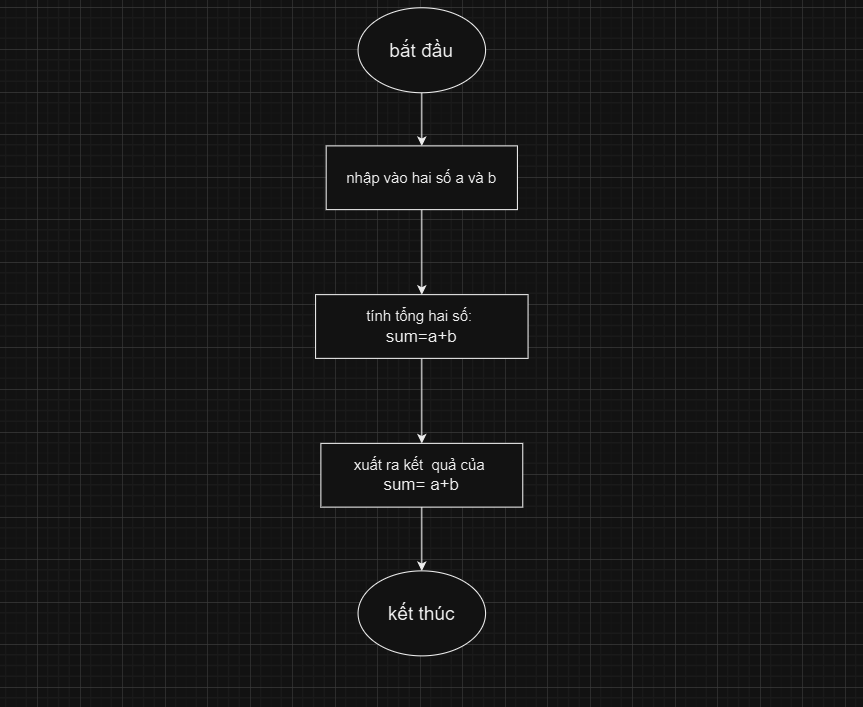 bắt đầu
nhập vào hai số a và b
tính tổng hai số:
sum=a+b
xuất ra kết  quả của
sum= a+b
kết thúc